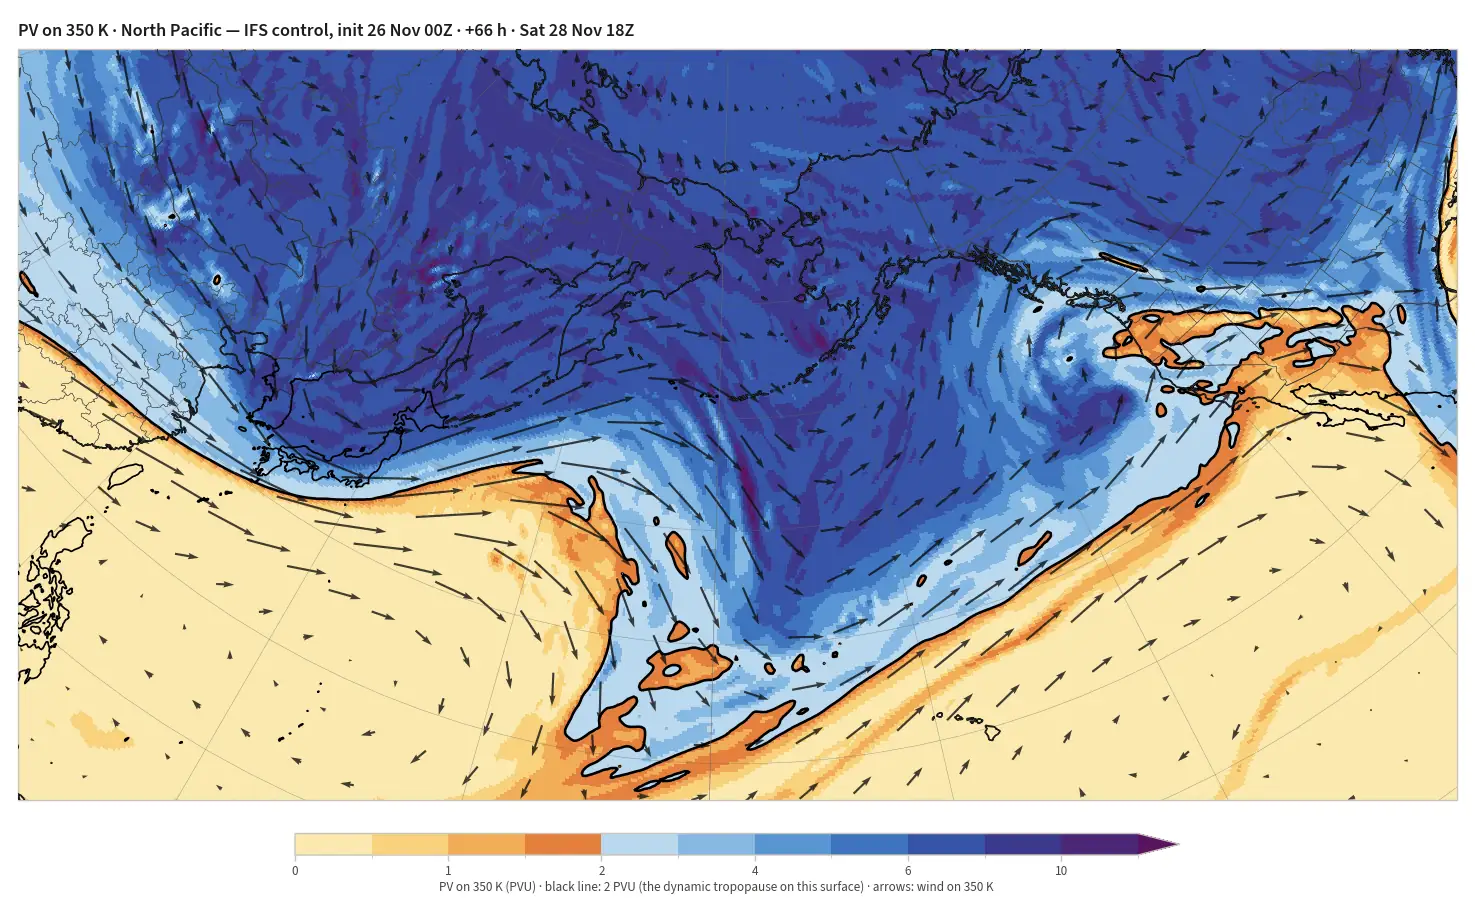 PV on 350 K · North Pacific — IFS control, init 26 Nov 00Z · +66 h · Sat 28 Nov 18Z
0 1 2 4 6 10
PV on 350 K (PVU) · black line: 2 PVU (the dynamic tropopause on this surface) · arrows: wind on 350 K